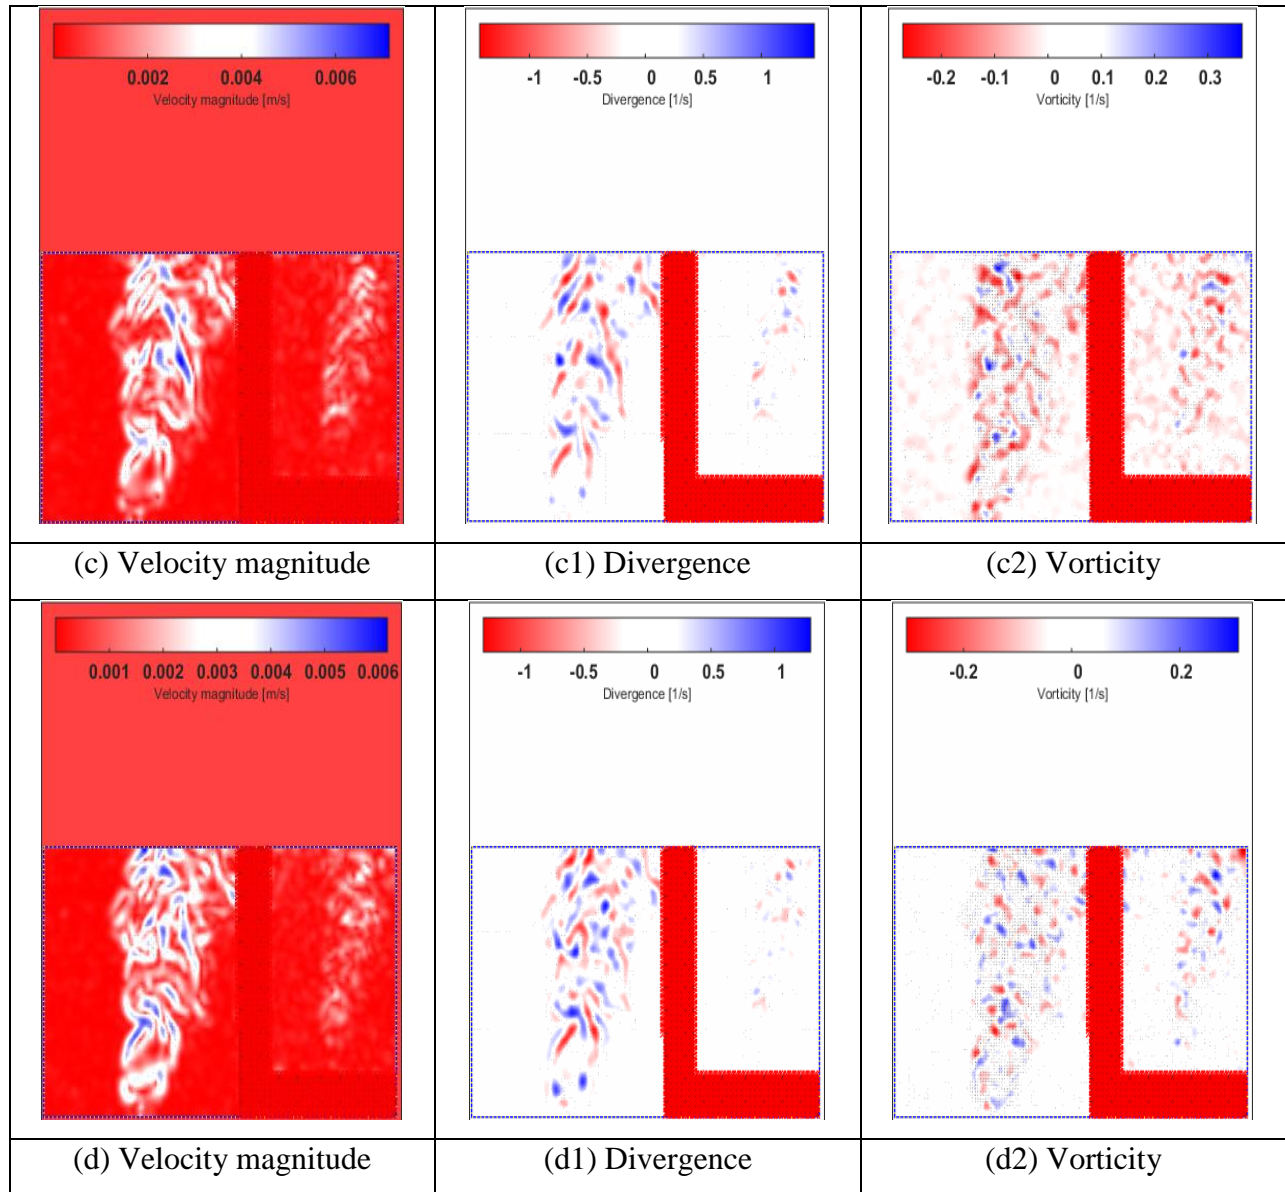 0.002 0.004 0.006
Velocity magnitude [m/s]
-1 -0.5 0 0.5 1
Divergence [1/s]
-0.2 -0.1 0 0.1 0.2 0.3
Vorticity [1/s]
(c) Velocity magnitude
(c1) Divergence
(c2) Vorticity
0.001 0.002 0.003 0.004 0.005 0.006
Velocity magnitude [m/s]
-1 -0.5 0 0.5 1
Divergence [1/s]
-0.2 0 0.2
Vorticity [1/s]
(d) Velocity magnitude
(d1) Divergence
(d2) Vorticity